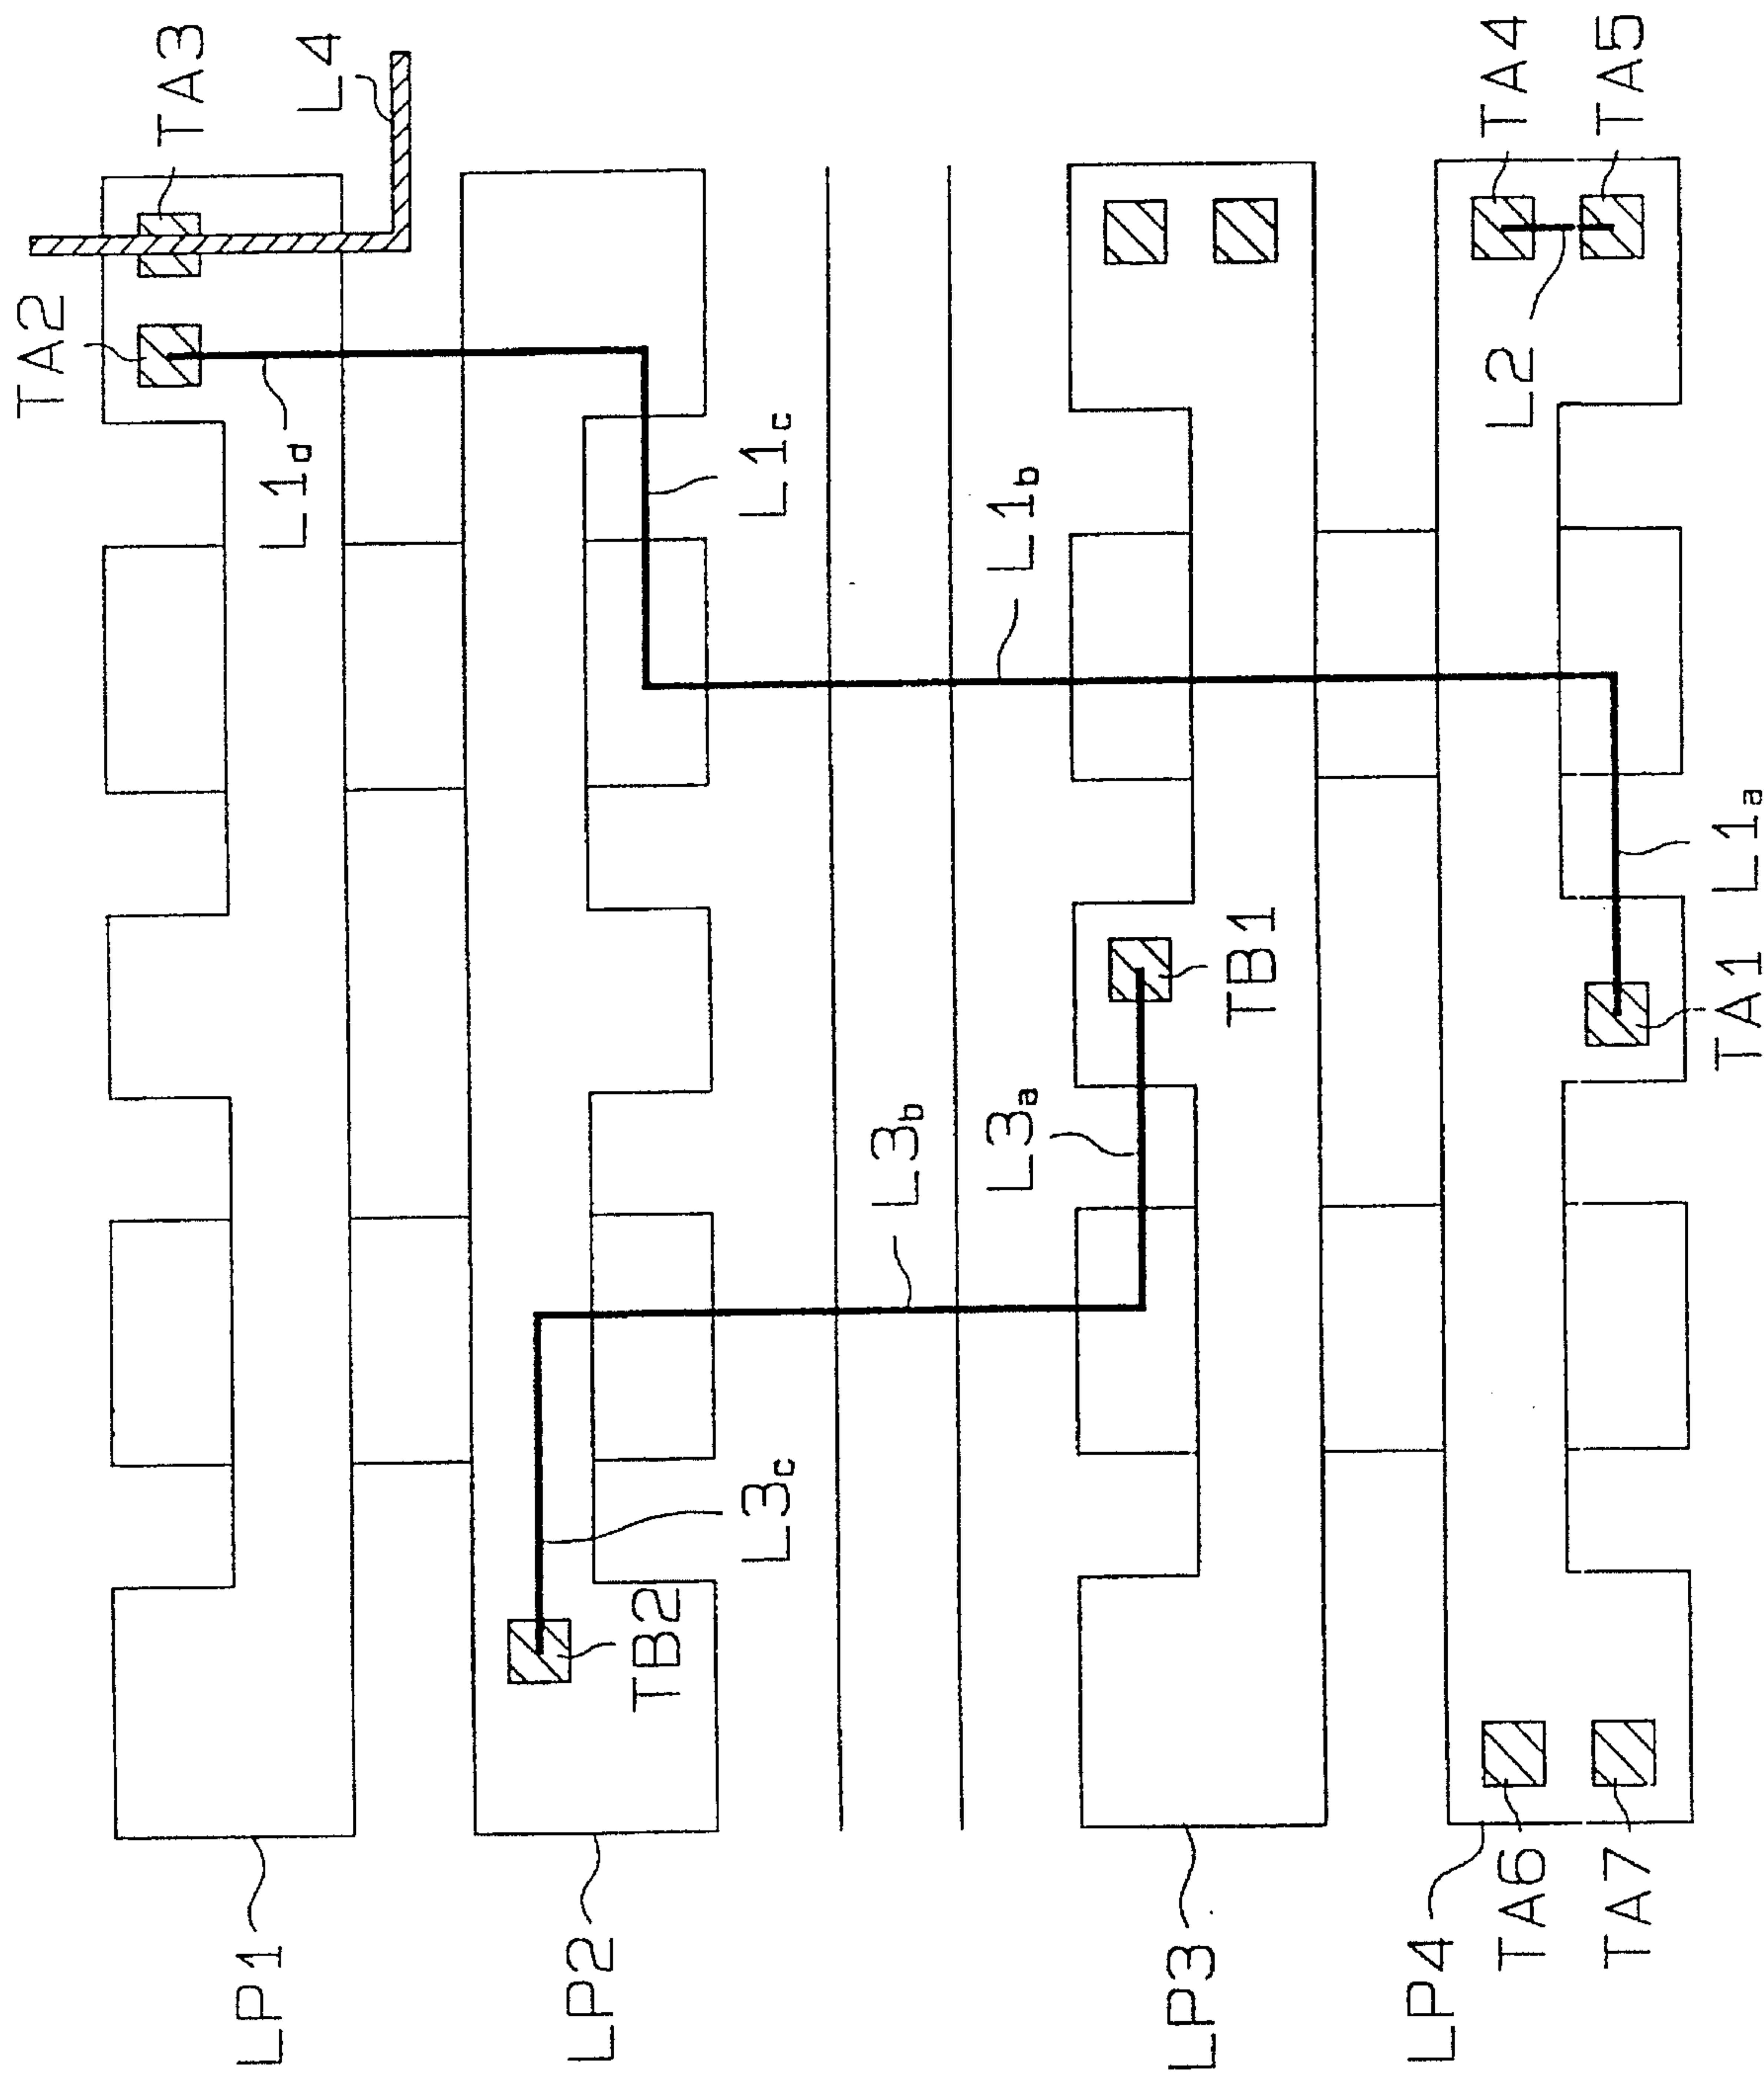 TA3
L4
TA2
L1d
L1c
L1b
TA4
TA5
L2
L1a
TA1
TB1
L3a
L3b
L3c
TB2
LP1
LP2
LP3
LP4
TA6
TA7